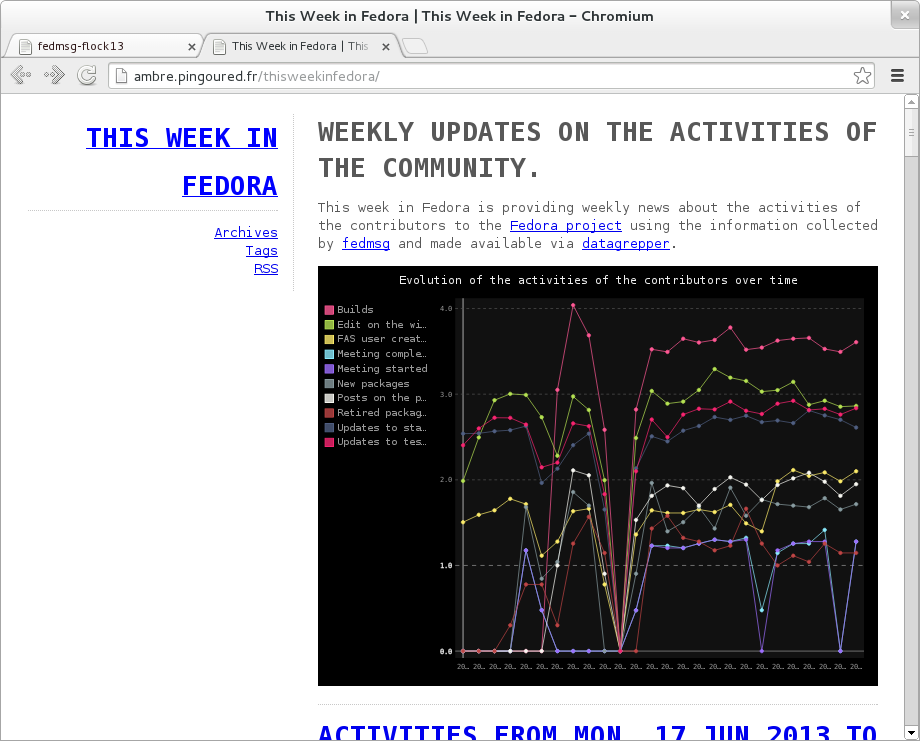 This Week in Fedora | This Week in Fedora – Chromium
fedmsg-flock13
This Week in Fedora | This
ambre.pingoured.fr/thisweekinfedora/
THIS WEEK IN
FEDORA
Archives
Tags
RSS
WEEKLY UPDATES ON THE ACTIVITIES OF
THE COMMUNITY.
This week in Fedora is providing weekly news about the activities of
the contributors to the Fedora project using the information collected
by fedmsg and made available via datagrepper.
Evolution of the activities of the contributors over time
Builds
Edit on the wi…
FAS user creat…
Meeting comple…
Meeting started
New packages
Posts on the p…
Retired packag…
Updates to sta…
Updates to tes…
4.0
3.0
2.0
1.0
0.0
20… 20… 20… 20… 20… 20… 20… 20… 20… 20… 20… 20… 20… 20… 20… 20… 20… 20… 20… 20… 20… 20… 20… 20… 20… 20…
ACTIVITIES FROM MON, 17 JUN 2013 TO